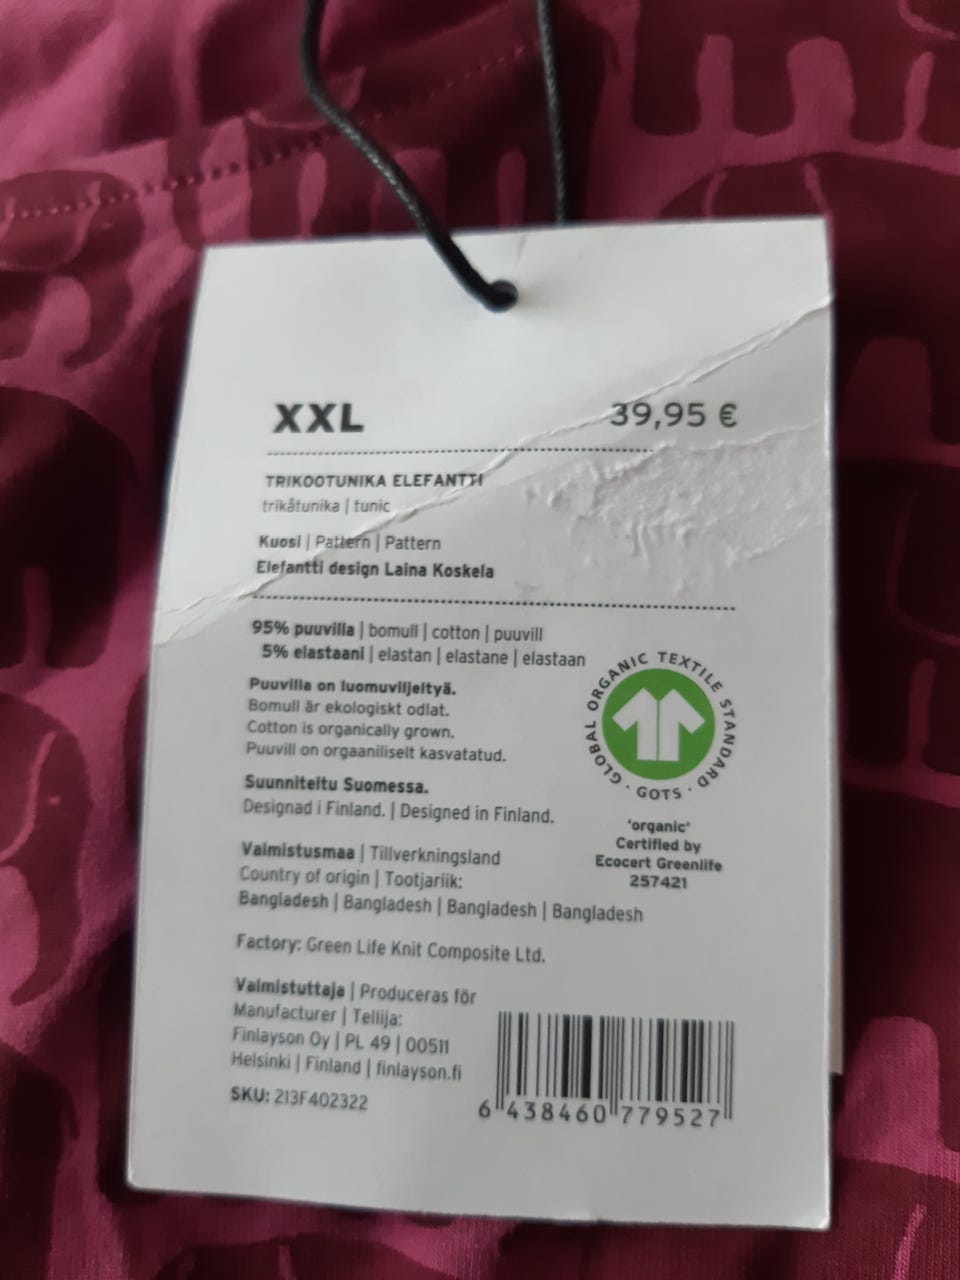 XXL 39,95 €
TRIKOOTUNIKA ELEFANTTI
trikåtunika | tunic
Kuosi | Pattern | Pattern
Elefantti design Laina Koskela
95% puuvilla | bomull | cotton | puuvill
5% elastaani | elastan | elastane | elastaan
Puuvilla on luomuviljeltyä.
Bomull är ekologiskt odlat.
Cotton is organically grown.
Puuvill on orgaaniliselt kasvatatud.
GLOBAL ORGANIC TEXTILE STANDARD · GOTS ·
'organic'
Certified by
Ecocert Greenlife
257421
Suunniteltu Suomessa.
Designad i Finland. | Designed in Finland.
Valmistusmaa | Tillverkningsland
Country of origin | Tootjariik:
Bangladesh | Bangladesh | Bangladesh | Bangladesh
Factory: Green Life Knit Composite Ltd.
Valmistuttaja | Produceras för
Manufacturer | Tellija:
Finlayson Oy | PL 49 | 00511
Helsinki | Finland | finlayson.fi
SKU: 213F402322
6 438460 779527